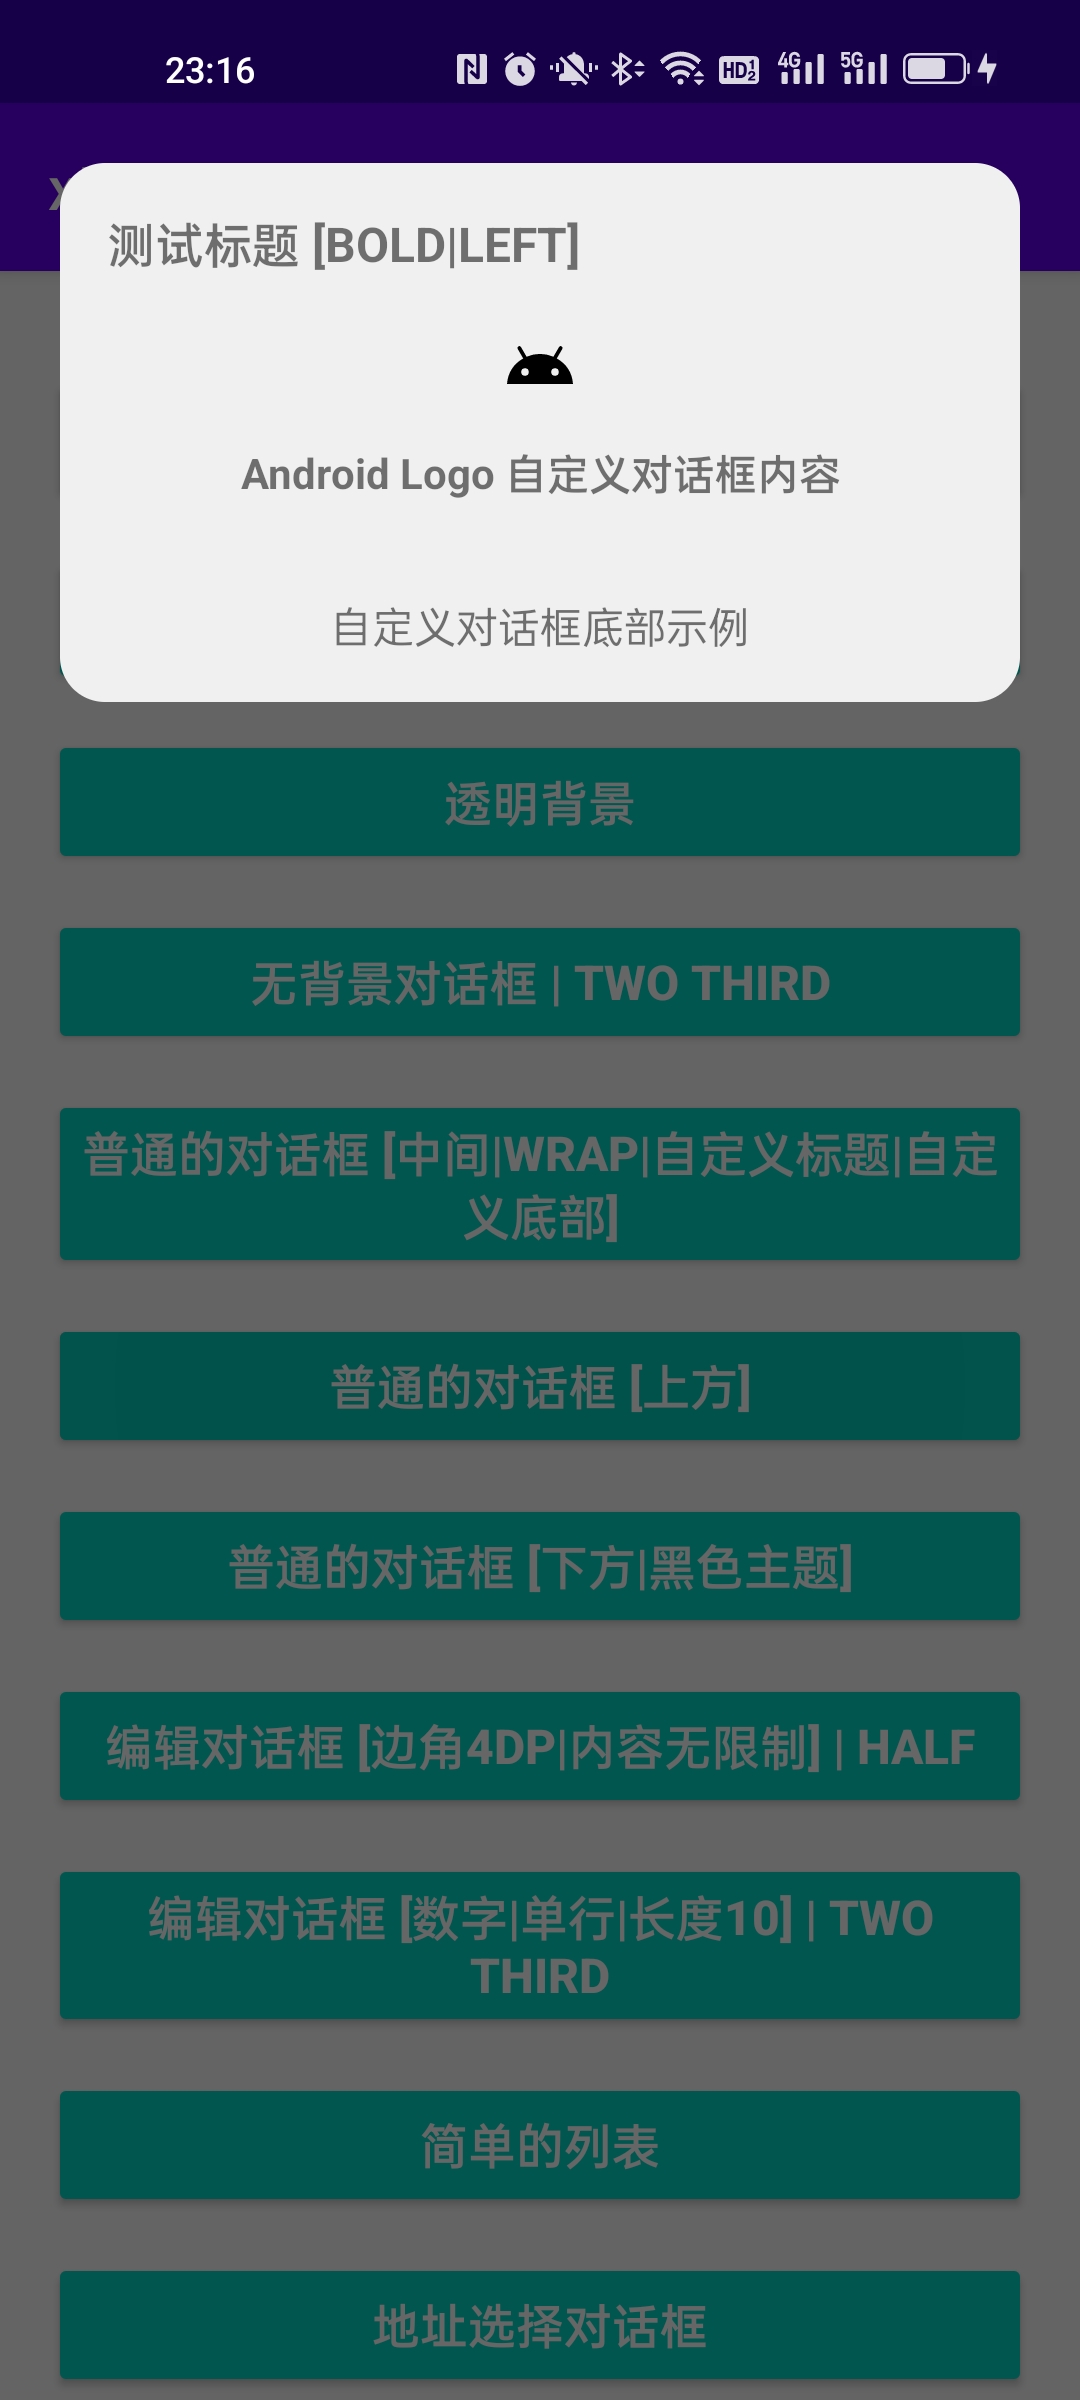 23:16
HD 1 2
4G
5G
X
测试标题 [BOLD|LEFT]
Android Logo 自定义对话框内容
自定义对话框底部示例
透明背景
无背景对话框 | TWO THIRD
普通的对话框 [中间|WRAP|自定义标题|自定
义底部]
普通的对话框 [上方]
普通的对话框 [下方|黑色主题]
编辑对话框 [边角4DP|内容无限制] | HALF
编辑对话框 [数字|单行|长度10] | TWO
THIRD
简单的列表
地址选择对话框